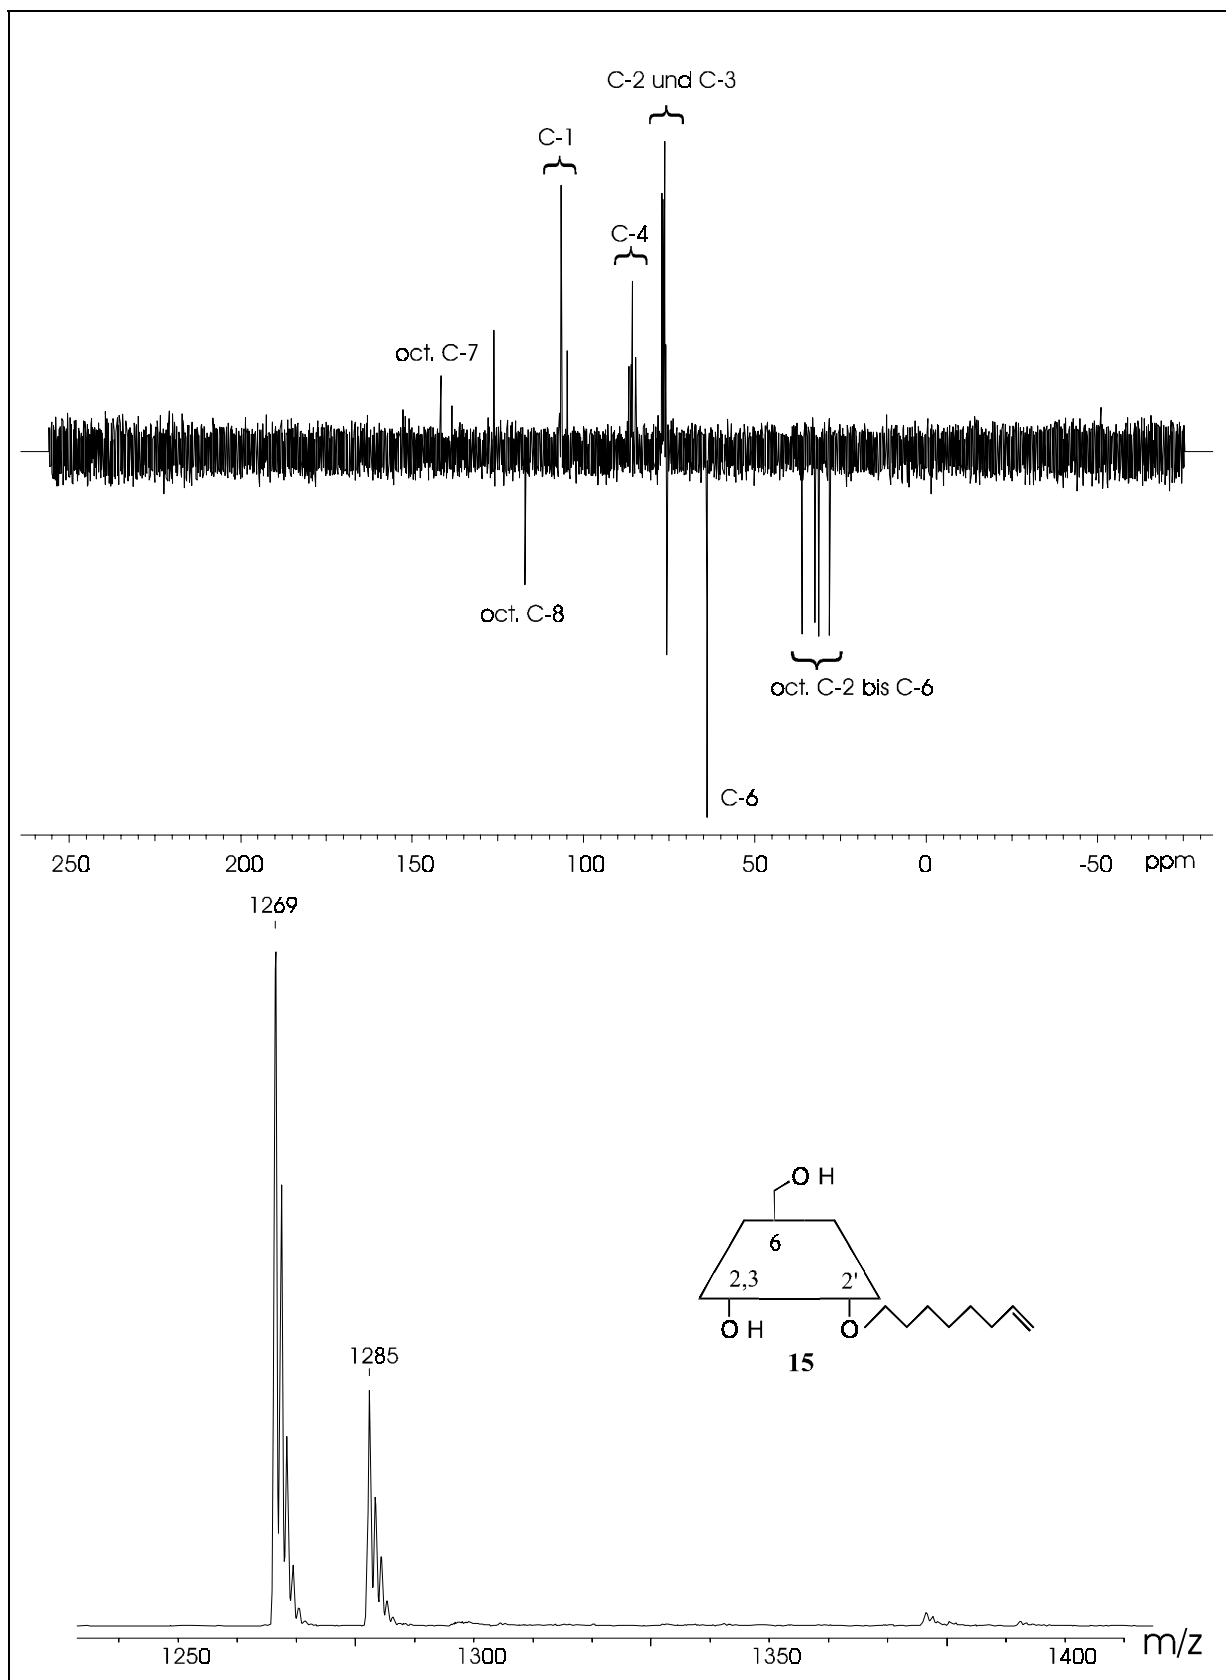 C-2 und C-3
C-1
C-4
oct. C-7
oct. C-8
oct. C-2 bis C-6
C-6
250 200 150 100 50 0 -50 ppm
1269
O H
6
2,3 2'
O H O
1285
15
1250 1300 1350 1400 m/z